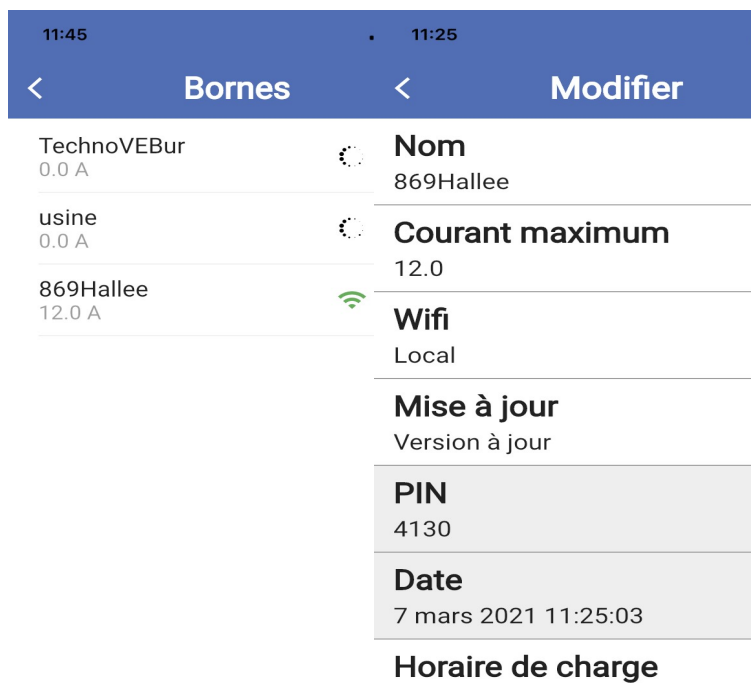 11:45
Bornes
TechnoVEBur
0.0 A
usine
0.0 A
869Hallee
12.0 A
11:25
Modifier
Nom
869Hallee
Courant maximum
12.0
Wifi
Local
Mise à jour
Version à jour
PIN
4130
Date
7 mars 2021 11:25:03
Horaire de charge